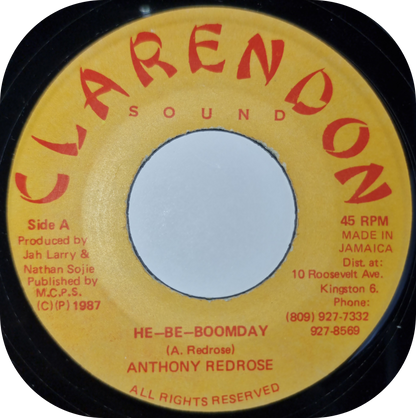 CLARENDON
SOUND
Side A
Produced by
Jah Larry &
Nathan Sojie
Published by
M.C.P.S.
(C)(P) 1987
45 RPM
MADE IN
JAMAICA
Dist. at:
10 Roosevelt Ave.
Kingston 6.
Phone:
(809) 927-7332
927-8569
HE-BE-BOOMDAY
(A. Redrose)
ANTHONY REDROSE
ALL RIGHTS RESERVED